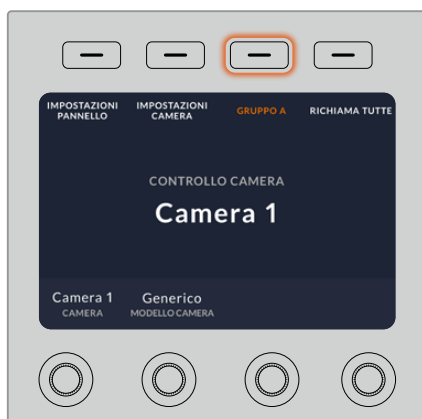 IMPOSTAZIONI
PANNELLO
IMPOSTAZIONI
CAMERA
GRUPPO A
RICHIAMA TUTTE
CONTROLLO CAMERA
Camera 1
Camera 1
CAMERA
Generico
MODELLO CAMERA